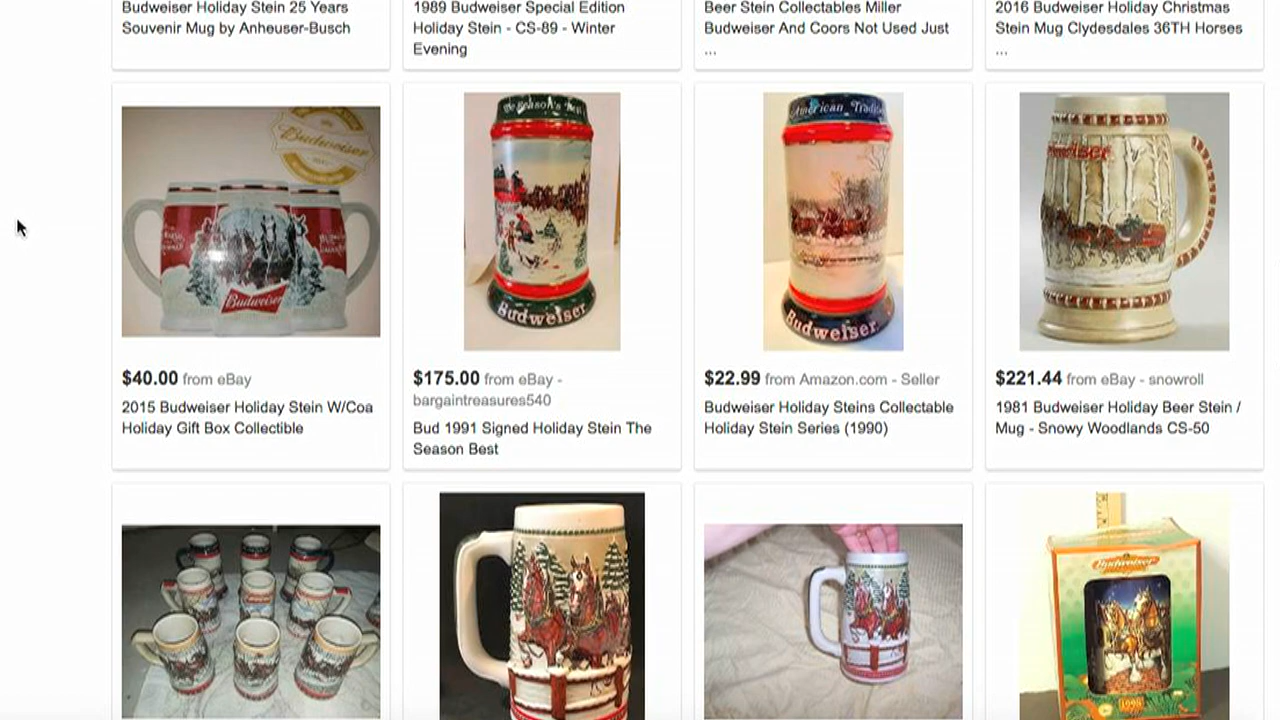 Budweiser Holiday Stein 25 Years
Souvenir Mug by Anheuser-Busch
1989 Budweiser Special Edition
Holiday Stein - CS-89 - Winter
Evening
Beer Stein Collectables Miller
Budweiser And Coors Not Used Just
...
2016 Budweiser Holiday Christmas
Stein Mug Clydesdales 36TH Horses
...
Budweiser
Budweiser
$40.00 from eBay
2015 Budweiser Holiday Stein W/Coa
Holiday Gift Box Collectible
Budweiser
$175.00 from eBay -
bargaintreasures540
Bud 1991 Signed Holiday Stein The
Season Best
American
Budweiser
$22.99 from Amazon.com - Seller
Budweiser Holiday Steins Collectable
Holiday Stein Series (1990)
$221.44 from eBay - snowroll
1981 Budweiser Holiday Beer Stein /
Mug - Snowy Woodlands CS-50
Budweiser